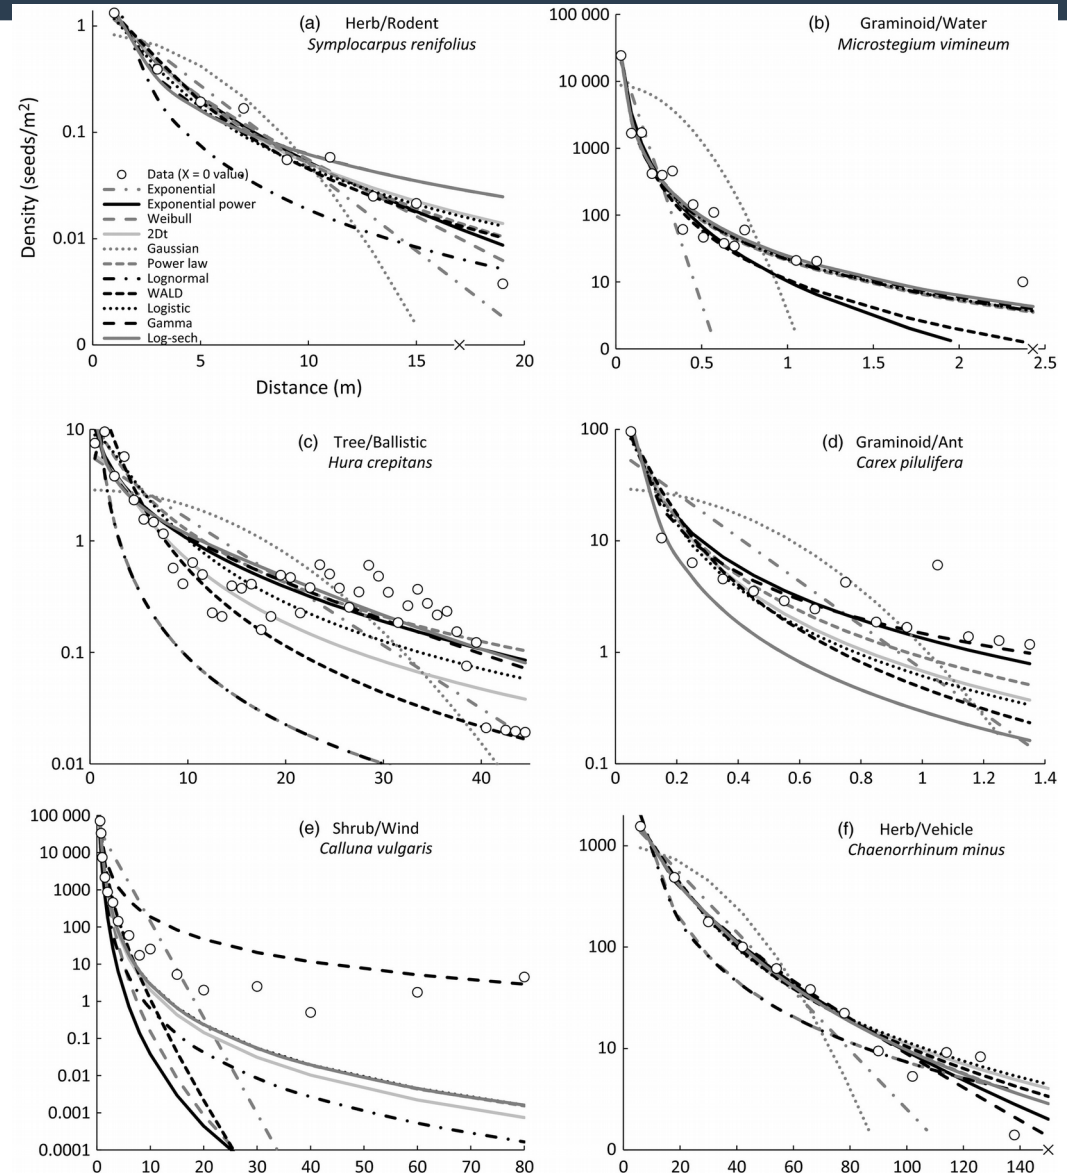 (a) Herb/Rodent
Symplocarpus renifolius
1
0.1
0.01
0
Density (seeds/m²)
Data (X = 0 value)
Exponential
Exponential power
Weibull
2Dt
Gaussian
Power law
Lognormal
WALD
Logistic
Gamma
Log-sech
0 5 10 15 20
Distance (m)
(b) Graminoid/Water
Microstegium vimineum
100 000
10 000
1000
100
10
0
0 0.5 1 1.5 2 2.5
(c) Tree/Ballistic
Hura crepitans
10
1
0.1
0.01
0 10 20 30 40
(d) Graminoid/Ant
Carex pilulifera
100
10
1
0.1
0 0.2 0.4 0.6 0.8 1 1.2 1.4
(e) Shrub/Wind
Calluna vulgaris
100 000
10 000
1000
100
10
1
0.1
0.01
0.001
0.0001
0 10 20 30 40 50 60 70 80
(f) Herb/Vehicle
Chaenorrhinum minus
1000
100
10
0
0 20 40 60 80 100 120 140